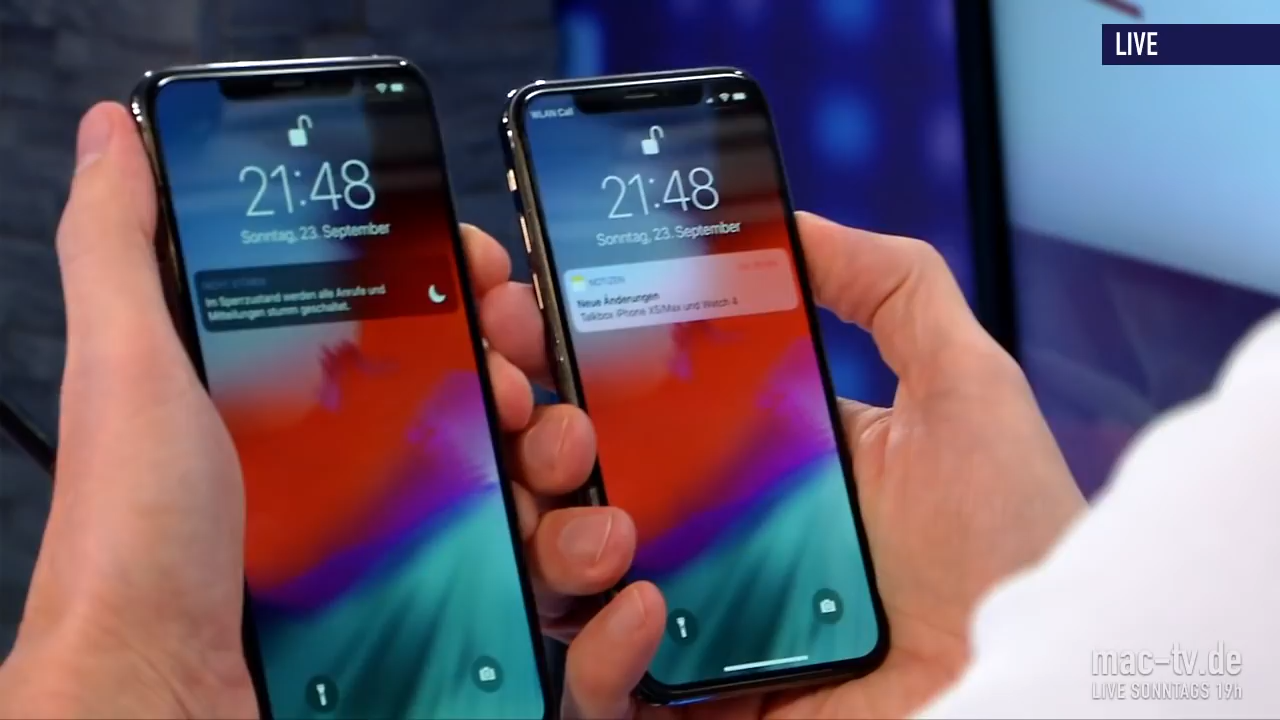 LIVE
21:48
Sonntag, 23. September
Im Sperrzustand werden alle Anrufe und
Mitteilungen stumm geschaltet.
WLAN Call
21:48
Sonntag, 23. September
NOTIZEN
Neue Änderungen
Talkbox iPhone XS/Max und Watch 4
mac-tv.de
LIVE SONNTAGS 19h